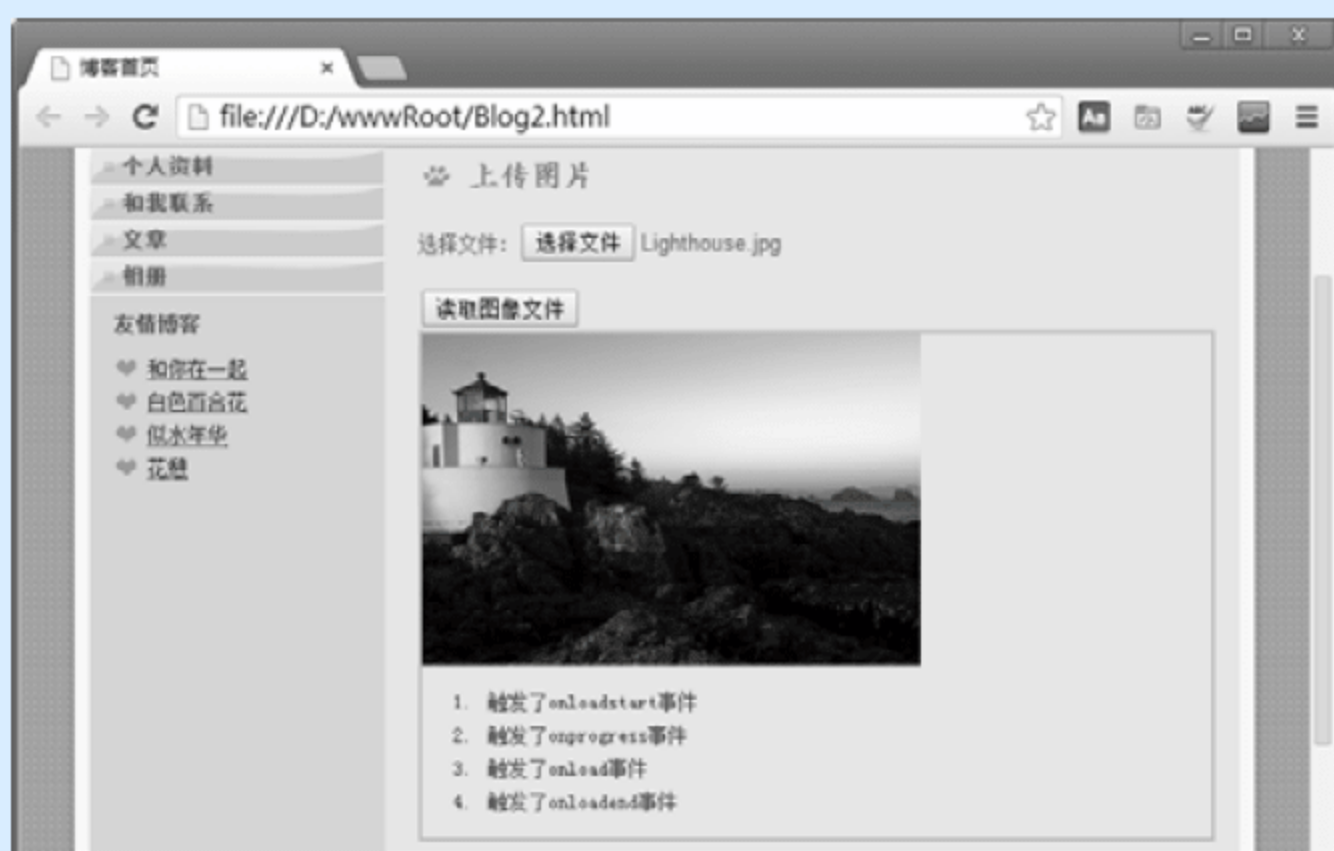 博客首页
file:///D:/wwwRoot/Blog2.html
个人资料
和我联系
文章
相册
友情博客
和你在一起
白色百合花
似水年华
花戀
上传图片
选择文件: 选择文件 Lighthouse.jpg
读取图像文件
1. 触发了onloadstart事件
2. 触发了onprogress事件
3. 触发了onload事件
4. 触发了onloadend事件